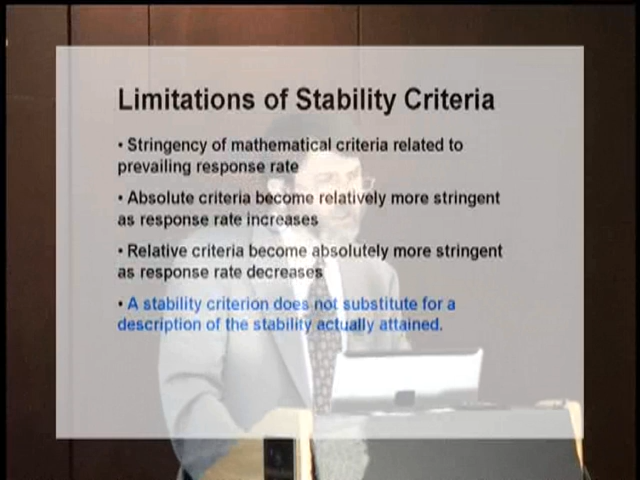 Limitations of Stability Criteria
• Stringency of mathematical criteria related to
prevailing response rate
• Absolute criteria become relatively more stringent
as response rate increases
• Relative criteria become absolutely more stringent
as response rate decreases
• A stability criterion does not substitute for a
description of the stability actually attained.